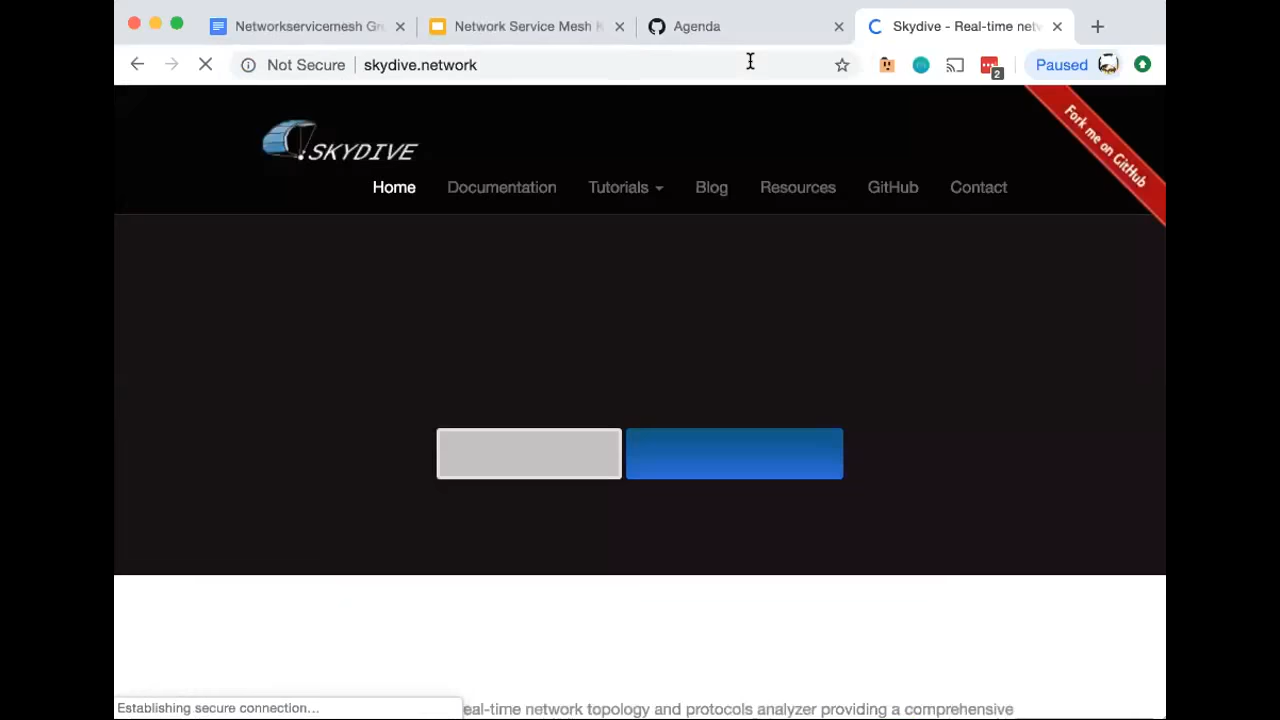 Networkservicemesh Gr
Network Service Mesh
Agenda
Skydive - Real-time netw
Not Secure
skydive.network
2
Paused
Fork me on GitHub
SKYDIVE
Home
Documentation
Tutorials
Blog
Resources
GitHub
Contact
Establishing secure connection...
eal-time network topology and protocols analyzer providing a comprehensive